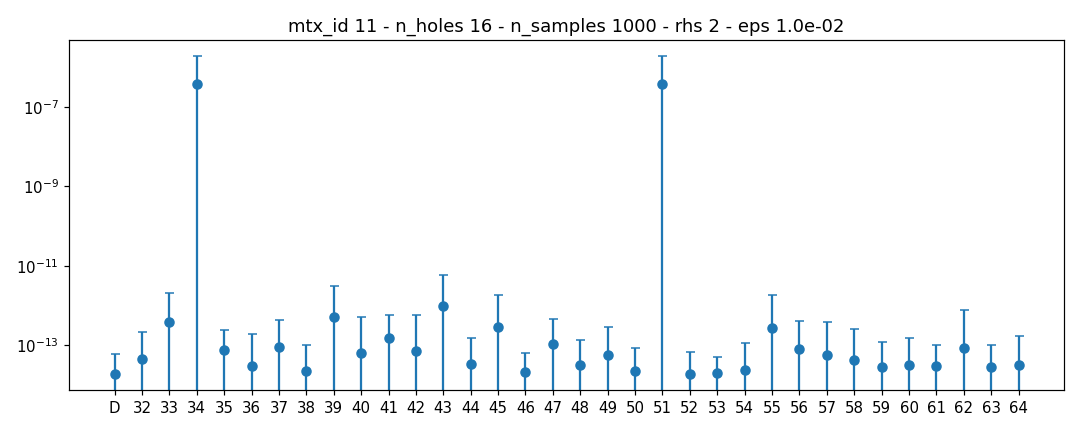 mtx_id 11 - n_holes 16 - n_samples 1000 - rhs 2 - eps 1.0e-02
10⁻⁷
10⁻⁹
10⁻¹¹
10⁻¹³
D 32 33 34 35 36 37 38 39 40 41 42 43 44 45 46 47 48 49 50 51 52 53 54 55 56 57 58 59 60 61 62 63 64